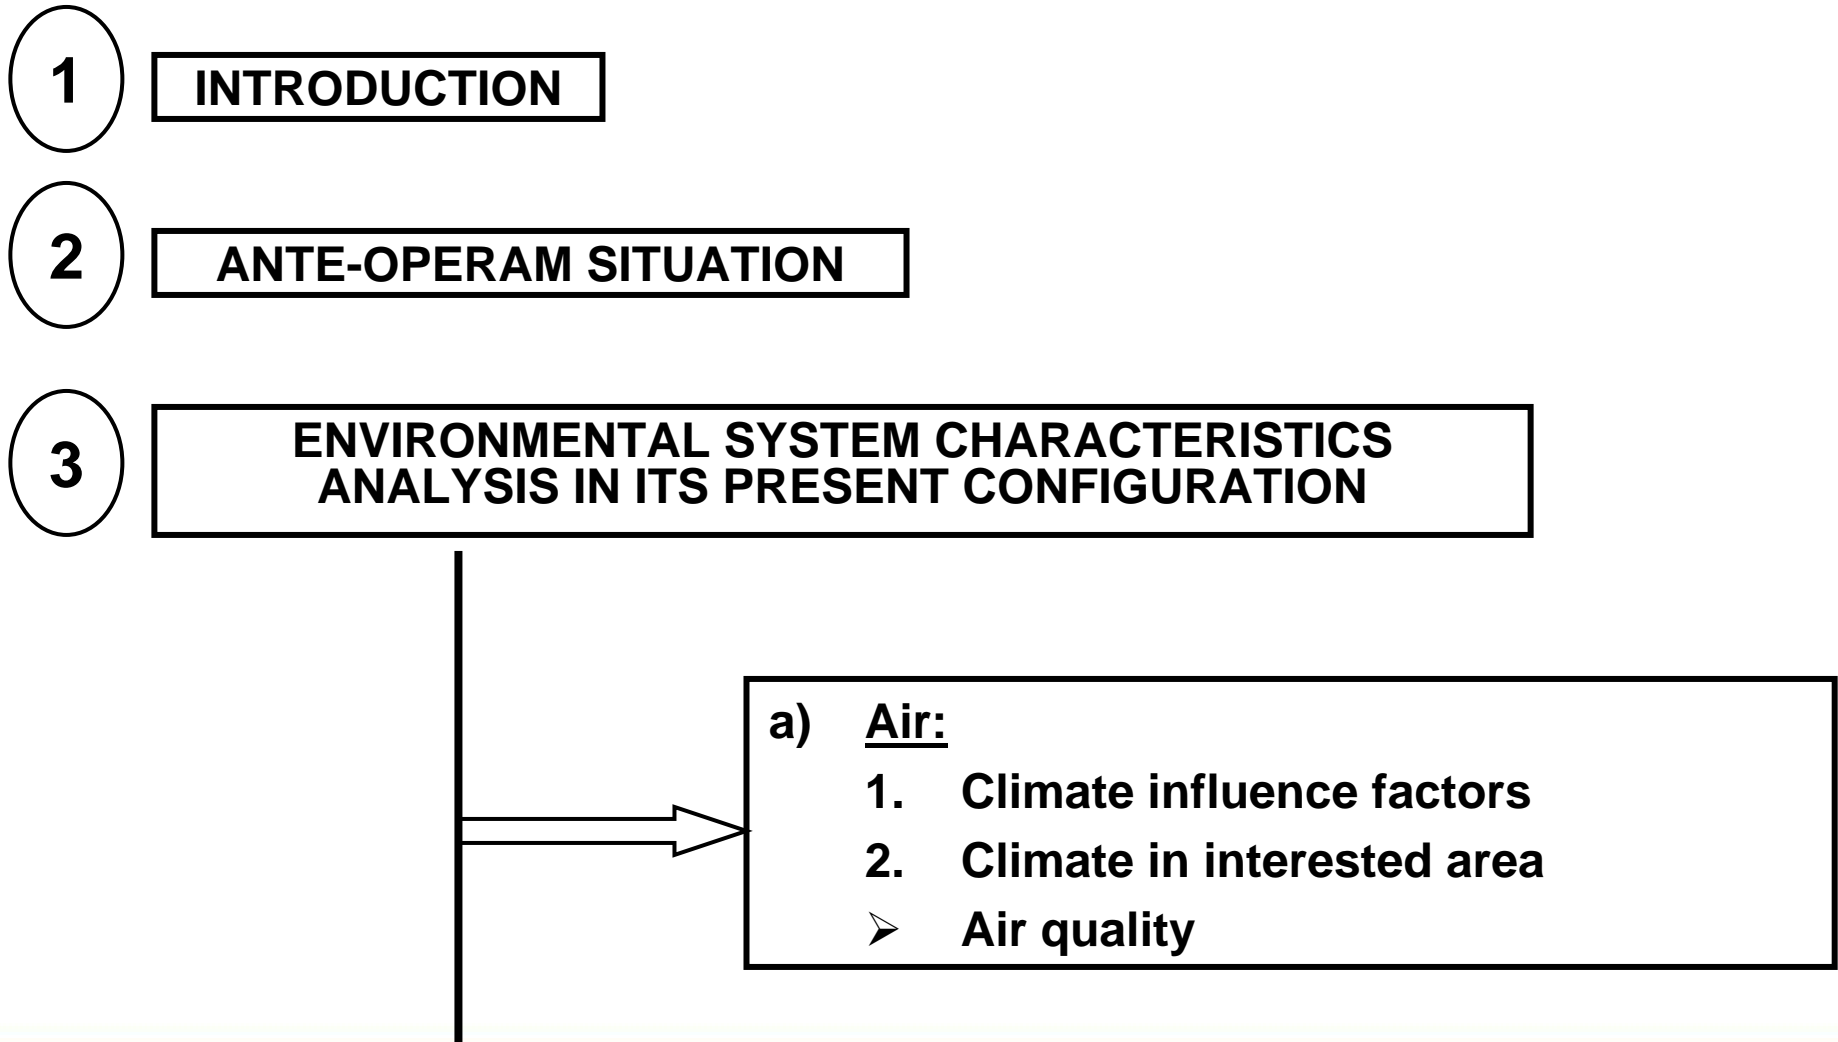 1
INTRODUCTION
2
ANTE-OPERAM SITUATION
3
ENVIRONMENTAL SYSTEM CHARACTERISTICS
ANALYSIS IN ITS PRESENT CONFIGURATION
a) Air:
1. Climate influence factors
2. Climate in interested area
➢ Air quality